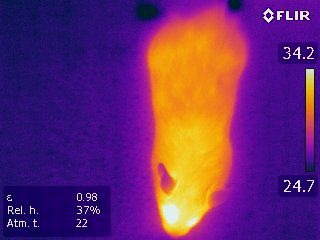 FLIR
34.2
24.7
ε 0.98
Rel. h. 37%
Atm. t. 22